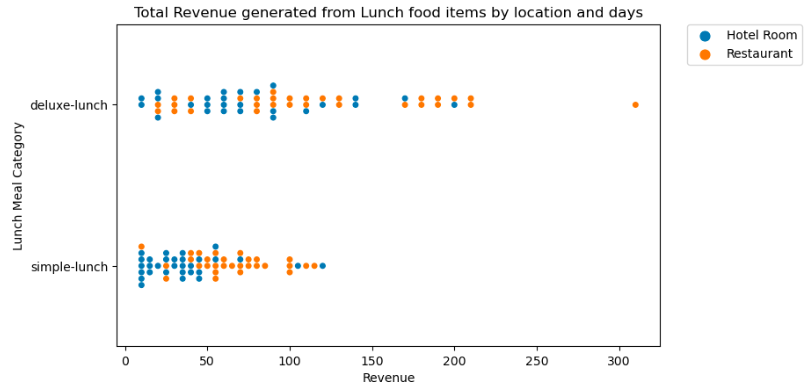 Total Revenue generated from Lunch food items by location and days
Hotel Room
Restaurant
deluxe-lunch
Lunch Meal Category
simple-lunch
0 50 100 150 200 250 300
Revenue